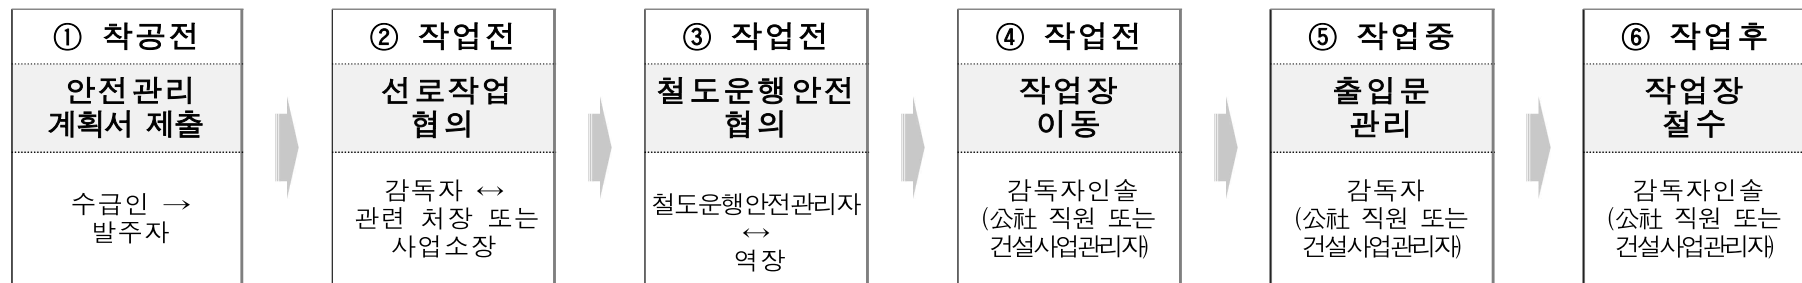 ① 착공전
안전관리
계획서 제출
수급인 →
발주자
② 작업전
선로작업
협의
감독자 ↔
관련 처장 또는
사업소장
③ 작업전
철도운행안전
협의
철도운행안전관리자
↔
역장
④ 작업전
작업장
이동
감독자인솔
(公社 직원 또는
건설사업관리자)
⑤ 작업중
출입문
관리
감독자
(公社 직원 또는
건설사업관리자)
⑥ 작업후
작업장
철수
감독자인솔
(公社 직원 또는
건설사업관리자)